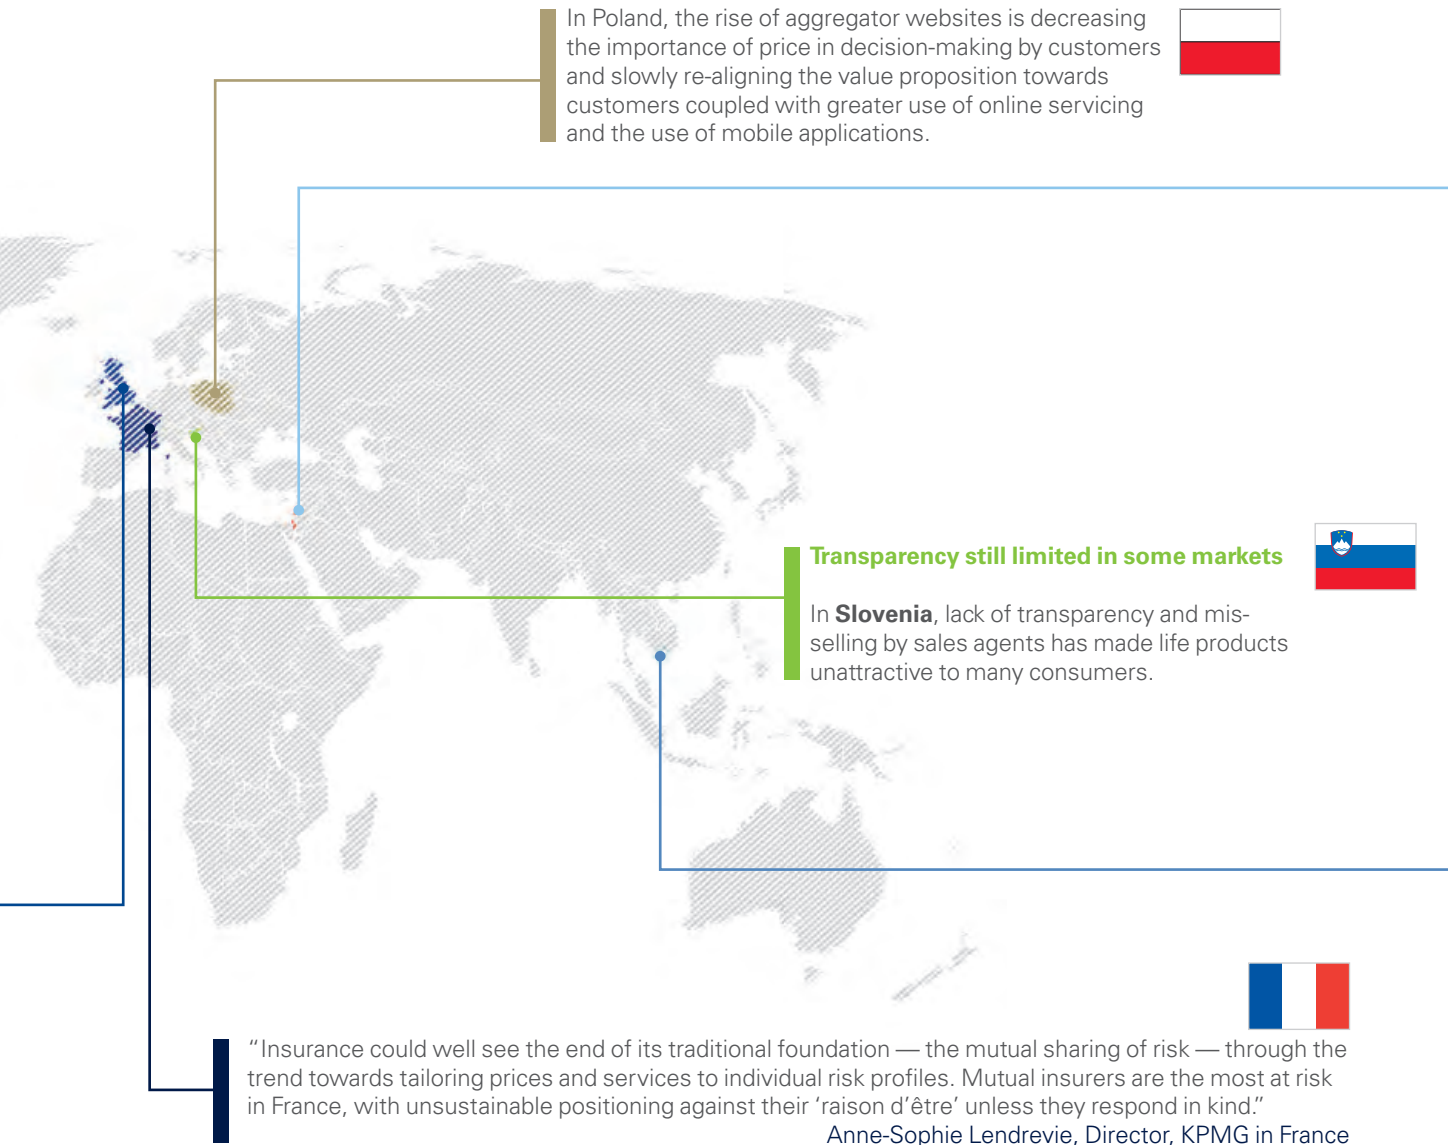 In Poland, the rise of aggregator websites is decreasing
the importance of price in decision-making by customers
and slowly re-aligning the value proposition towards
customers coupled with greater use of online servicing
and the use of mobile applications.
Transparency still limited in some markets
In Slovenia, lack of transparency and mis-
selling by sales agents has made life products
unattractive to many consumers.
“Insurance could well see the end of its traditional foundation — the mutual sharing of risk — through the
trend towards tailoring prices and services to individual risk profiles. Mutual insurers are the most at risk
in France, with unsustainable positioning against their ‘raison d’être’ unless they respond in kind.”
Anne-Sophie Lendrevie, Director, KPMG in France